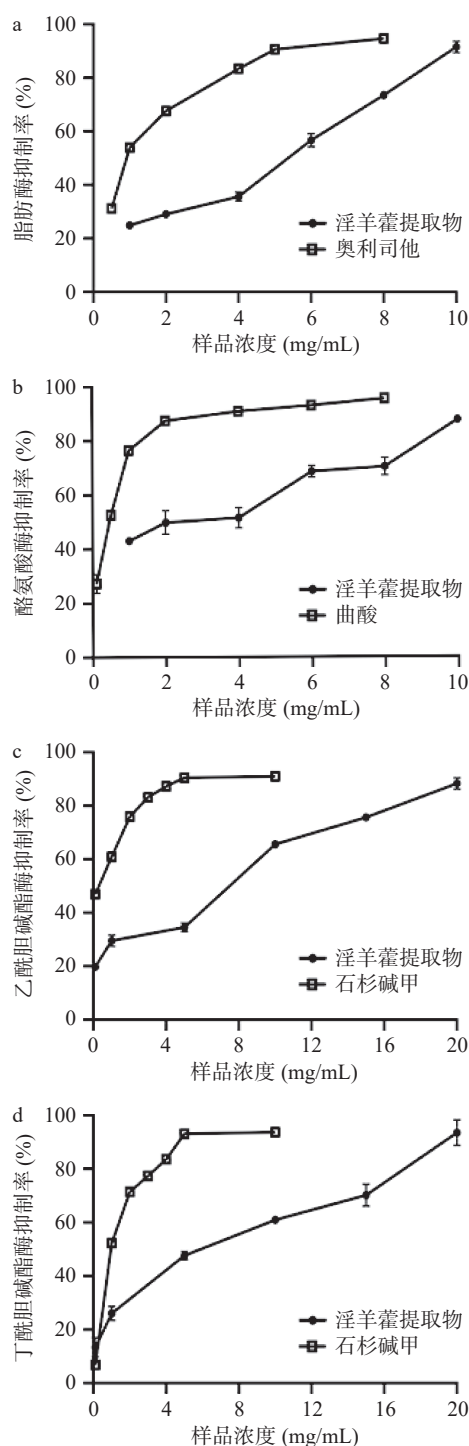 a
100
80
60
40
20
0
脂肪酶抑制率 (%)
淫羊藿提取物
奥利司他
0 2 4 6 8 10
样品浓度 (mg/mL)
b
100
80
60
40
20
0
酪氨酸酶抑制率 (%)
淫羊藿提取物
曲酸
0 2 4 6 8 10
样品浓度 (mg/mL)
c
100
80
60
40
20
0
乙酰胆碱酯酶抑制率 (%)
淫羊藿提取物
石杉碱甲
0 4 8 12 16 20
样品浓度 (mg/mL)
d
100
80
60
40
20
0
丁酰胆碱酯酶抑制率 (%)
淫羊藿提取物
石杉碱甲
0 4 8 12 16 20
样品浓度 (mg/mL)